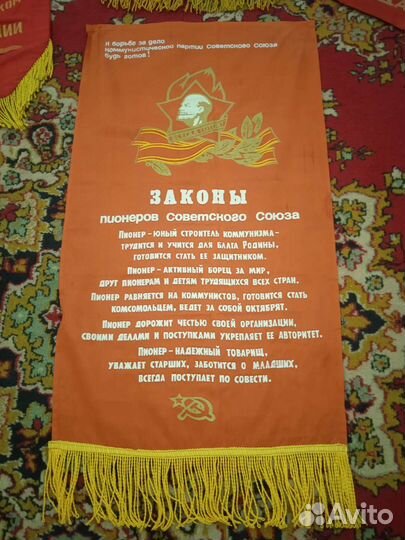 к борьбе за дело
коммунистической партии Советского Союза
будь готов!
ВСЕГДА ГОТОВ!
ЗАКОНЫ
пионеров Советского Союза
Пионер-юный строитель коммунизма-
трудится и учится для блага Родины,
готовится стать ее защитником.
Пионер-активный борец за мир,
друг пионерам и детям трудящихся всех стран.
Пионер равняется на коммунистов, готовится стать
комсомольцем, ведет за собой октябрят.
Пионер дорожит честью своей организации,
своими делами и поступками укрепляет ее авторитет.
Пионер-надежный товарищ,
уважает старших, заботится о младших,
всегда поступает по совести.
Avito